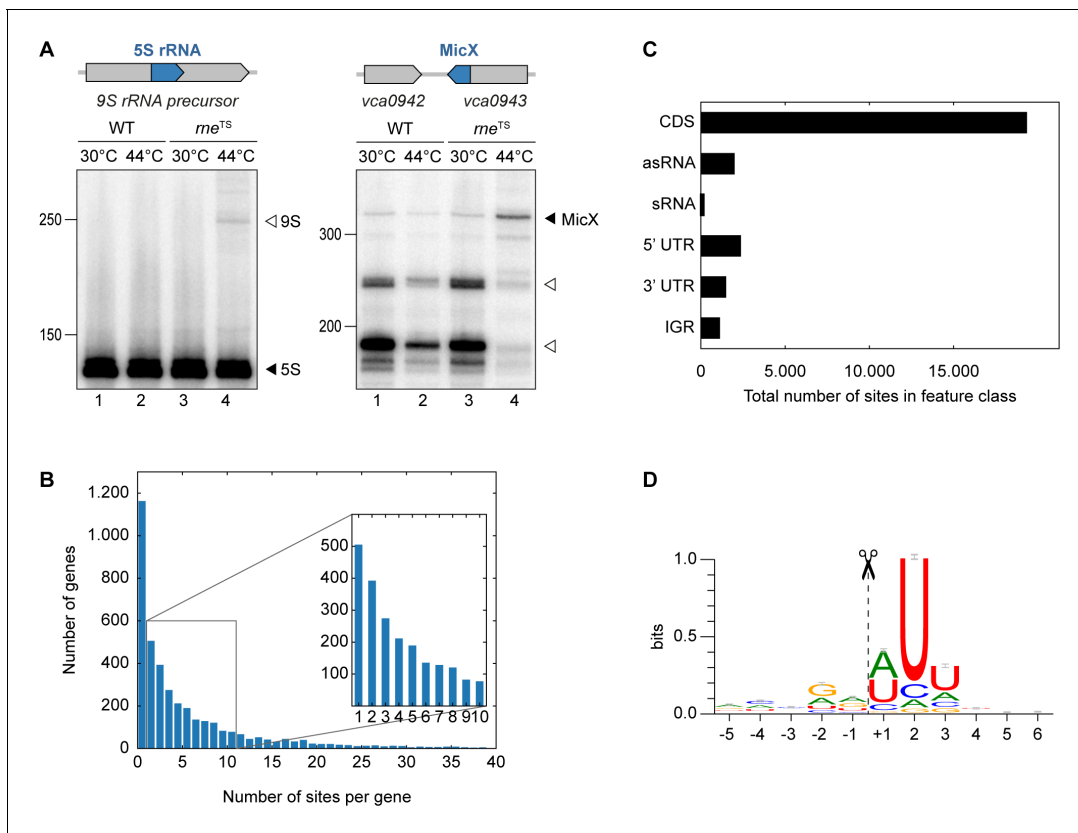 A
5S rRNA
9S rRNA precursor
WT rneTS
30°C 44°C 30°C 44°C
250
150
9S
5S
1 2 3 4
MicX
vca0942 vca0943
WT rneTS
30°C 44°C 30°C 44°C
300
200
MicX
1 2 3 4
C
CDS
asRNA
sRNA
5' UTR
3' UTR
IGR
0 5.000 10.000 15.000
Total number of sites in feature class
B
Number of genes
1.200
1.000
800
600
400
200
0
0 5 10 15 20 25 30 35 40
Number of sites per gene
500
400
300
200
100
1 2 3 4 5 6 7 8 9 10
D
bits
1.0
0.5
0.0
G A A U C U U C A U A C G
-5 -4 -3 -2 -1 +1 2 3 4 5 6